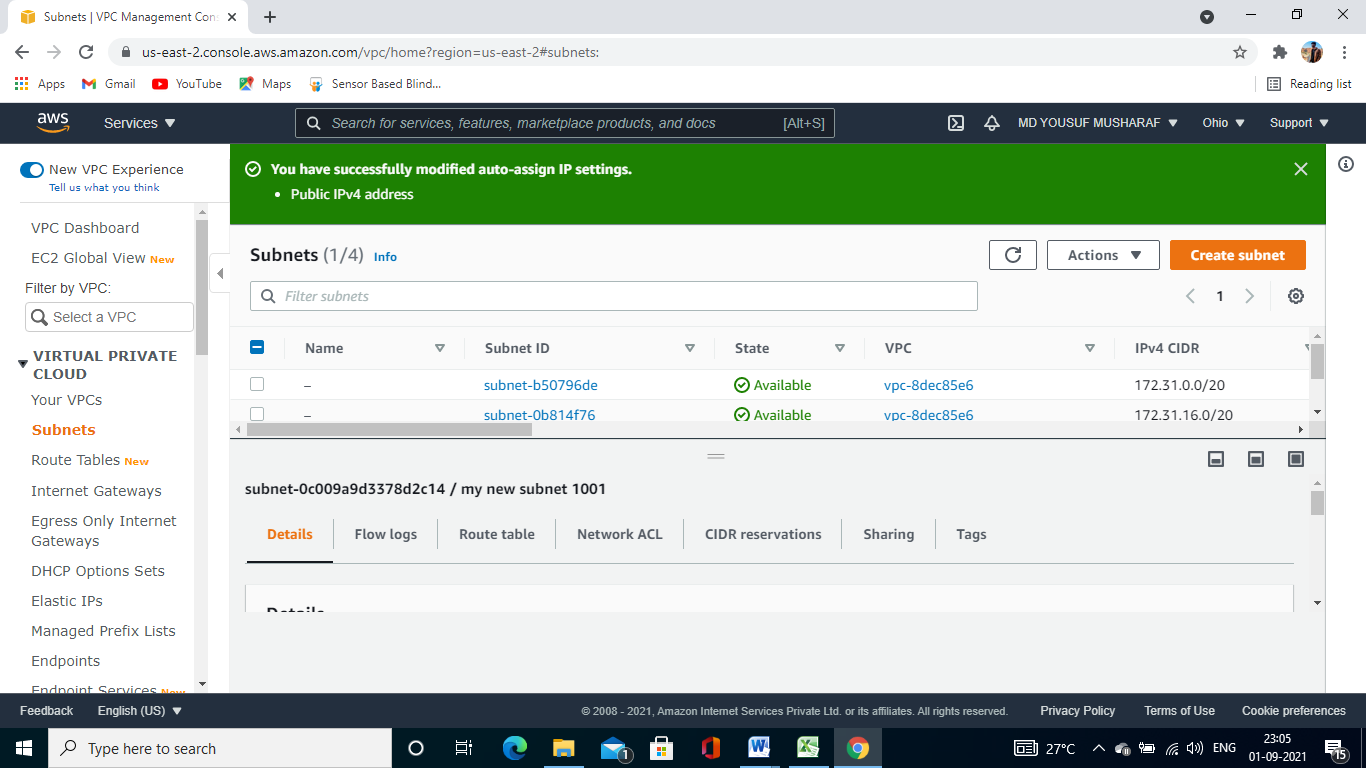 Subnets | VPC Management Con
us-east-2.console.aws.amazon.com/vpc/home?region=us-east-2#subnets:
Apps Gmail YouTube Maps Sensor Based Blind... Reading list
aws Services Search for services, features, marketplace products, and docs [Alt+S] MD YOUSUF MUSHARAF Ohio Support
New VPC Experience
Tell us what you think
You have successfully modified auto-assign IP settings.
• Public IPv4 address
VPC Dashboard
EC2 Global View New
Filter by VPC:
Select a VPC
VIRTUAL PRIVATE
CLOUD
Your VPCs
Subnets
Route Tables New
Internet Gateways
Egress Only Internet
Gateways
DHCP Options Sets
Elastic IPs
Managed Prefix Lists
Endpoints
Endpoint Services New
Subnets (1/4) Info Actions Create subnet
Filter subnets 1
Name Subnet ID State VPC IPv4 CIDR
– subnet-b50796de Available vpc-8dec85e6 172.31.0.0/20
– subnet-0b814f76 Available vpc-8dec85e6 172.31.16.0/20
subnet-0c009a9d3378d2c14 / my new subnet 1001
Details Flow logs Route table Network ACL CIDR reservations Sharing Tags
Details
Feedback English (US) © 2008 - 2021, Amazon Internet Services Private Ltd. or its affiliates. All rights reserved. Privacy Policy Terms of Use Cookie preferences
Type here to search 1 27°C ENG 23:05
01-09-2021 15